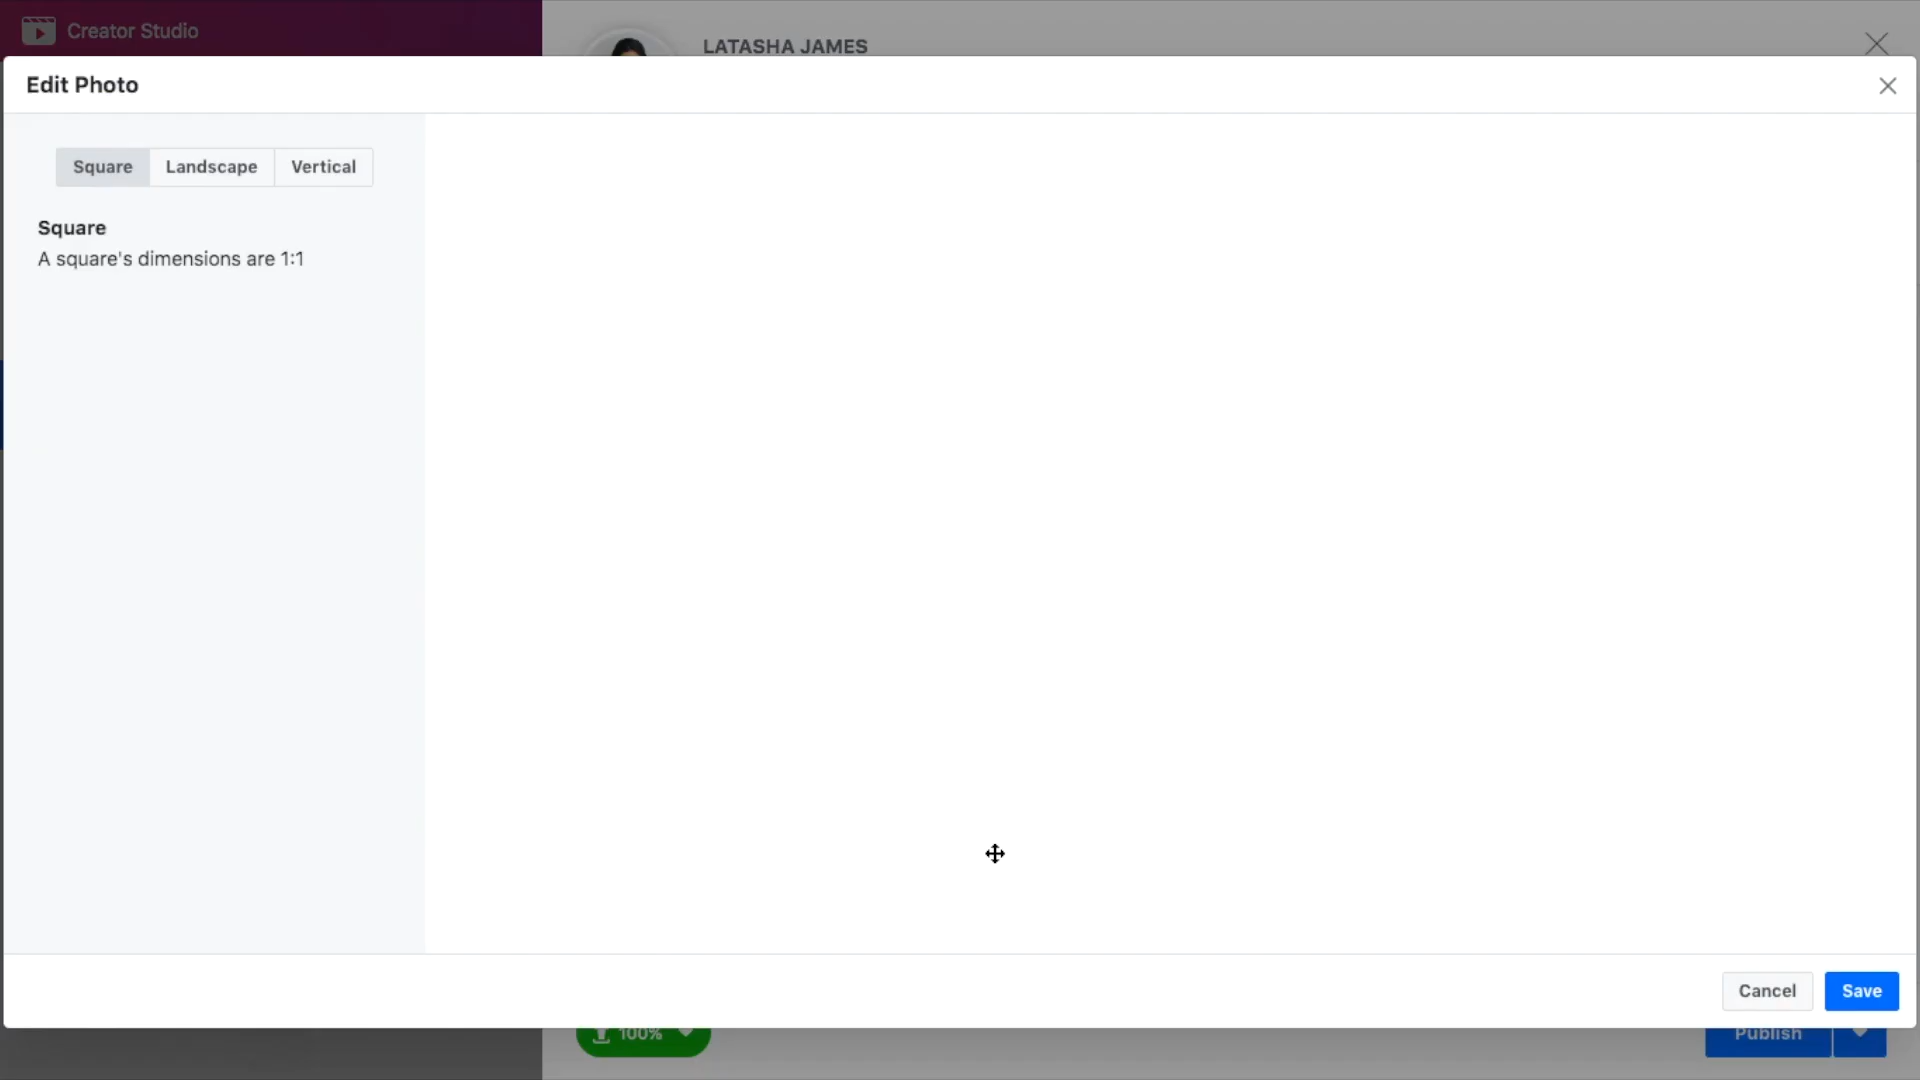 Creator Studio
LATASHA JAMES
Edit Photo
Square
Landscape
Vertical
Square
A square's dimensions are 1:1
Cancel
Save
100%
Publish